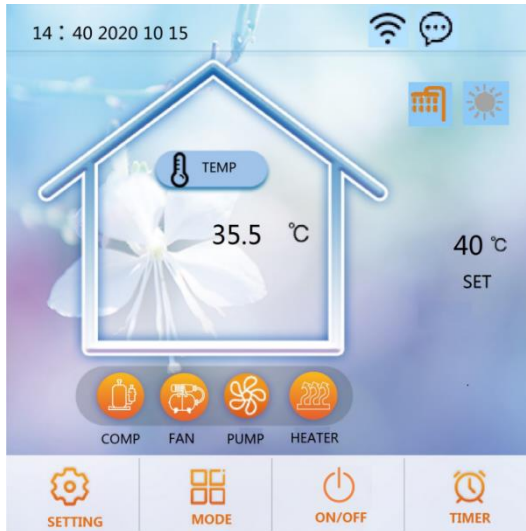 14：40 2020 10 15
TEMP
35.5 ℃
40 ℃
SET
COMP FAN PUMP HEATER
SETTING MODE ON/OFF TIMER